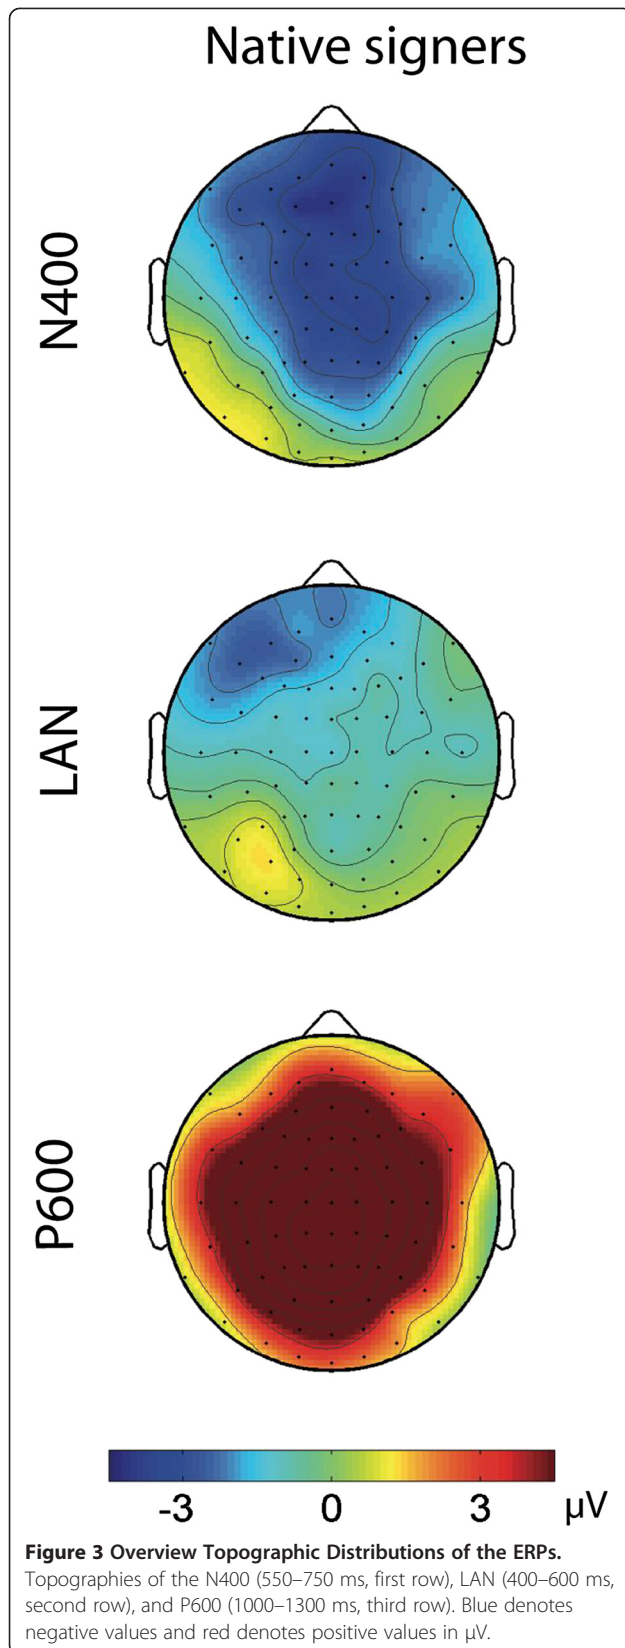 Native signers
N400
LAN
P600
-3 0 3 µV
Figure 3 Overview Topographic Distributions of the ERPs.
Topographies of the N400 (550–750 ms, first row), LAN (400–600 ms,
second row), and P600 (1000–1300 ms, third row). Blue denotes
negative values and red denotes positive values in µV.